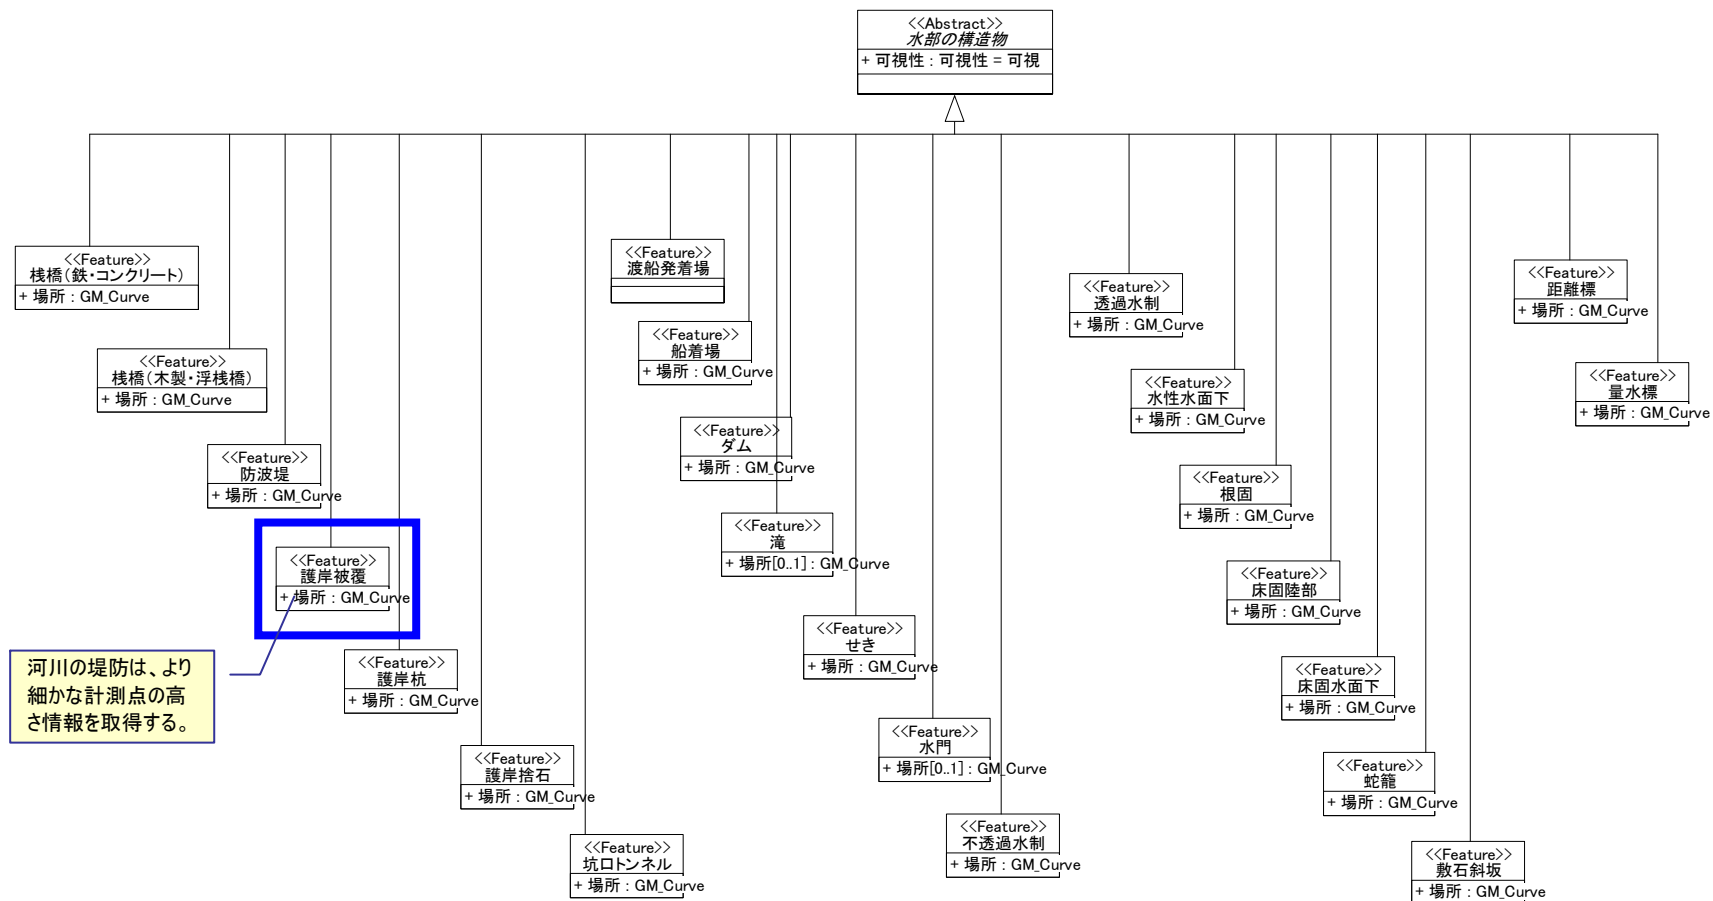 <<Abstract>>
水部の構造物
+ 可視性 : 可視性 = 可視
<<Feature>>
桟橋(鉄・コンクリート)
+ 場所 : GM_Curve
<<Feature>>
桟橋(木製・浮桟橋)
+ 場所 : GM_Curve
<<Feature>>
防波堤
+ 場所 : GM_Curve
<<Feature>>
護岸被覆
+ 場所 : GM_Curve
河川の堤防は、より
細かな計測点の高
さ情報を取得する。
<<Feature>>
護岸杭
+ 場所 : GM_Curve
<<Feature>>
護岸捨石
+ 場所 : GM_Curve
<<Feature>>
坑口トンネル
+ 場所 : GM_Curve
<<Feature>>
渡船発着場
<<Feature>>
船着場
+ 場所 : GM_Curve
<<Feature>>
ダム
+ 場所 : GM_Curve
<<Feature>>
滝
+ 場所[0..1] : GM_Curve
<<Feature>>
せき
+ 場所 : GM_Curve
<<Feature>>
水門
+ 場所[0..1] : GM_Curve
<<Feature>>
不透過水制
+ 場所 : GM_Curve
<<Feature>>
透過水制
+ 場所 : GM_Curve
<<Feature>>
水性水面下
+ 場所 : GM_Curve
<<Feature>>
根固
+ 場所 : GM_Curve
<<Feature>>
床固陸部
+ 場所 : GM_Curve
<<Feature>>
床固水面下
+ 場所 : GM_Curve
<<Feature>>
蛇籠
+ 場所 : GM_Curve
<<Feature>>
敷石斜坂
+ 場所 : GM_Curve
<<Feature>>
距離標
+ 場所 : GM_Curve
<<Feature>>
量水標
+ 場所 : GM_Curve